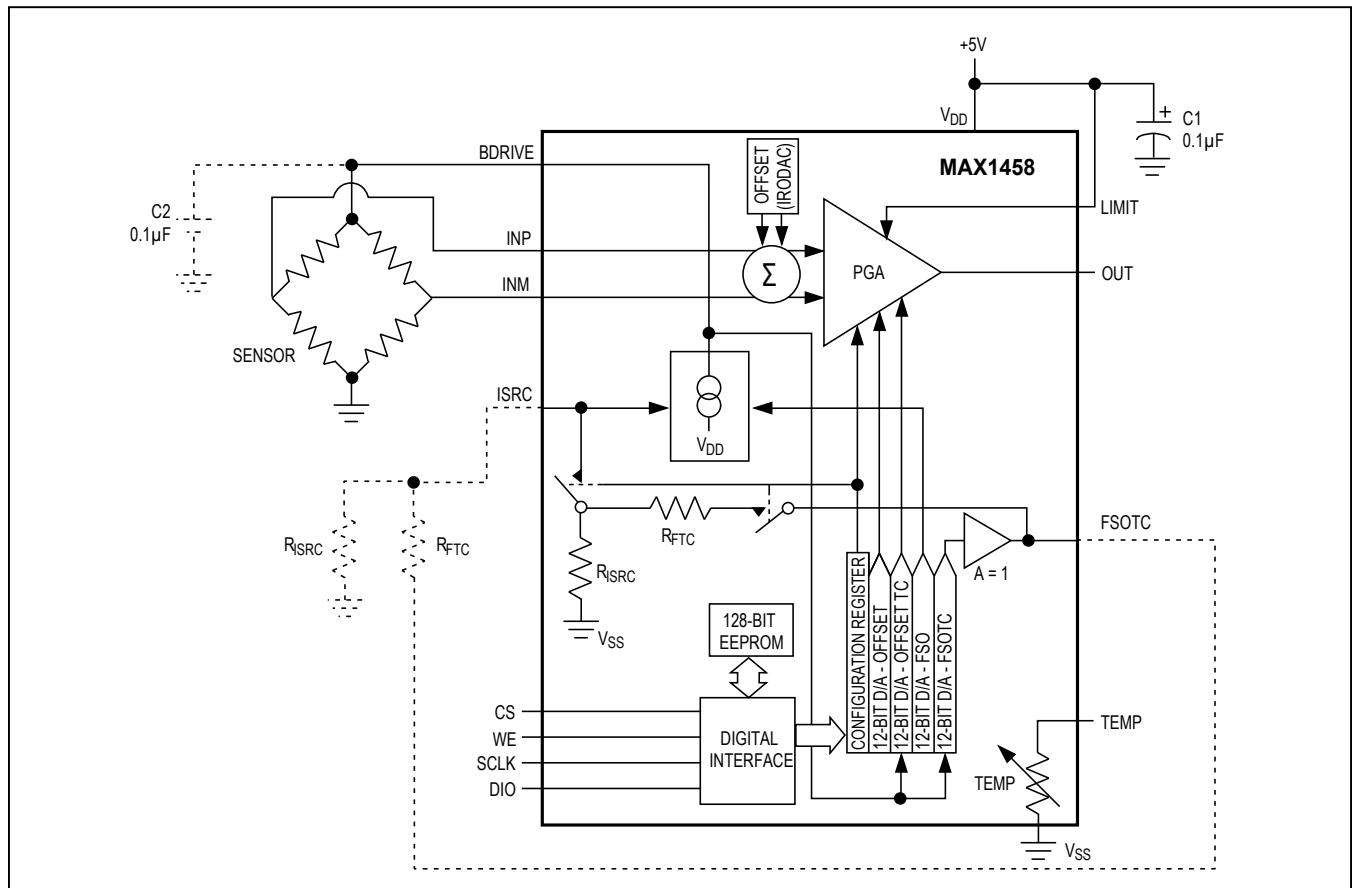 +5V
VDD
C1
0.1µF
+
MAX1458
BDRIVE
OFFSET
(IRODAC)
LIMIT
C2
0.1µF
INP
Σ
PGA
OUT
INM
SENSOR
ISRC
VDD
RFTC
FSOTC
RISRC
RFTC
A = 1
RISRC
VSS
128-BIT
EEPROM
CONFIGURATION REGISTER
12-BIT D/A - OFFSET
12-BIT D/A - OFFSET TC
12-BIT D/A - FSO
12-BIT D/A - FSOTC
CS
WE
SCLK
DIO
DIGITAL
INTERFACE
TEMP
TEMP
VSS